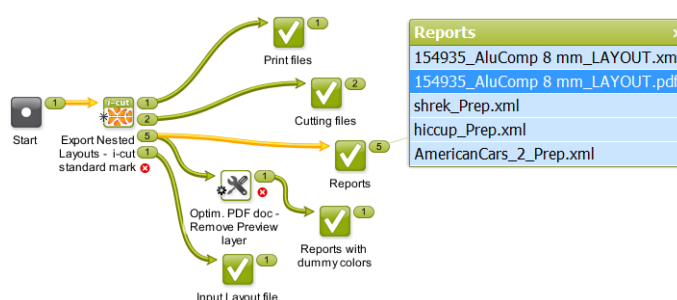 1
Print files
2
Cutting files
1
Start
i-cut
1
2
5
1
Export Nested
Layouts - i-cut
standard mark
5
Reports
1
Optim. PDF doc -
Remove Preview
layer
1
Reports with
dummy colors
1
Input Layout file
Reports
154935_AluComp 8 mm_LAYOUT.xm
154935_AluComp 8 mm_LAYOUT.pdf
shrek_Prep.xml
hiccup_Prep.xml
AmericanCars_2_Prep.xml